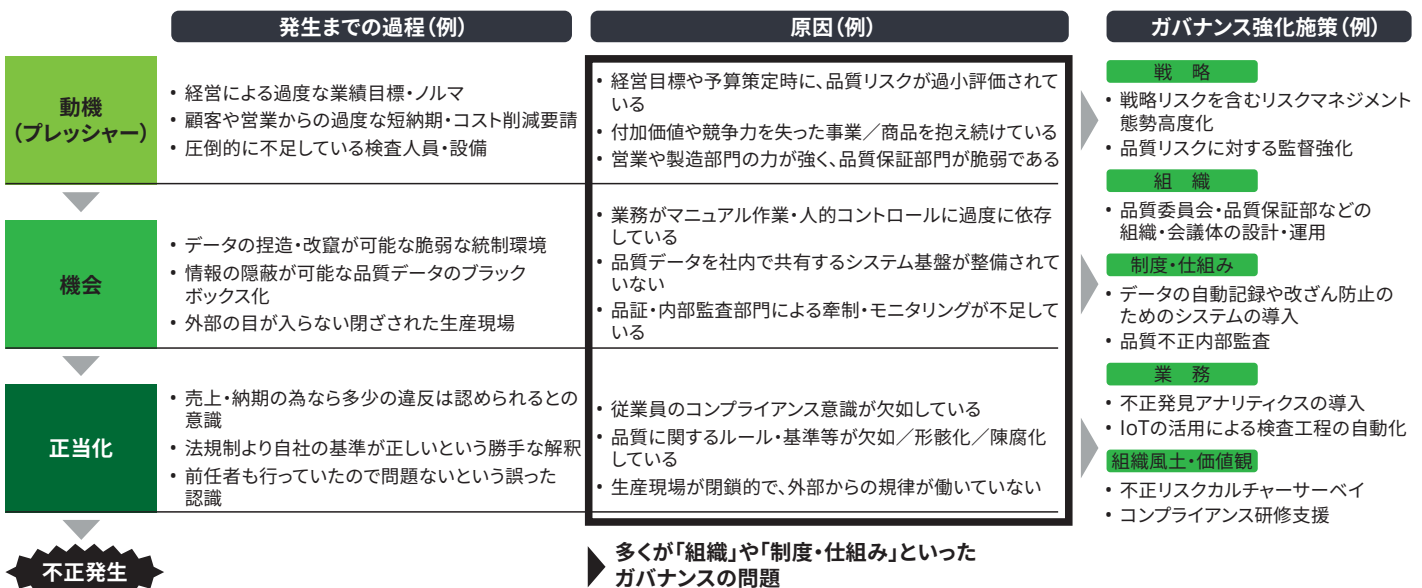 発生までの過程（例）
原因（例）
ガバナンス強化施策（例）
動機
（プレッシャー）
• 経営による過度な業績目標・ノルマ
• 顧客や営業からの過度な短納期・コスト削減要請
• 圧倒的に不足している検査人員・設備
• 経営目標や予算策定時に、品質リスクが過小評価されて
いる
• 付加価値や競争力を失った事業／商品を抱え続けている
• 営業や製造部門の力が強く、品質保証部門が脆弱である
機会
• データの捏造・改竄が可能な脆弱な統制環境
• 情報の隠蔽が可能な品質データのブラック
ボックス化
• 外部の目が入らない閉ざされた生産現場
• 業務がマニュアル作業・人的コントロールに過度に依存
している
• 品質データを社内で共有するシステム基盤が整備されて
いない
• 品証・内部監査部門による牽制・モニタリングが不足して
いる
正当化
• 売上・納期の為なら多少の違反は認められるとの
意識
• 法規制より自社の基準が正しいという勝手な解釈
• 前任者も行っていたので問題ないという誤った
認識
• 従業員のコンプライアンス意識が欠如している
• 品質に関するルール・基準等が欠如／形骸化／陳腐化
している
• 生産現場が閉鎖的で、外部からの規律が働いていない
戦　略
• 戦略リスクを含むリスクマネジメント
態勢高度化
• 品質リスクに対する監督強化
組　織
• 品質委員会・品質保証部などの
組織・会議体の設計・運用
制度・仕組み
• データの自動記録や改ざん防止の
ためのシステムの導入
• 品質不正内部監査
業　務
• 不正発見アナリティクスの導入
• IoTの活用による検査工程の自動化
組織風土・価値観
• 不正リスクカルチャーサーベイ
• コンプライアンス研修支援
不正発生
多くが「組織」や「制度・仕組み」といった
ガバナンスの問題